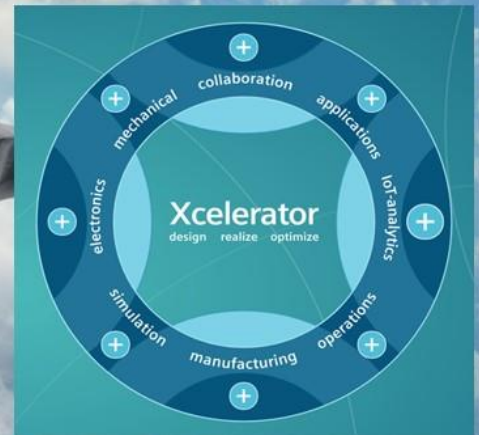 collaboration
applications
IoT-analytics
operations
manufacturing
simulation
electronics
mechanical
Xcelerator
design realize optimize